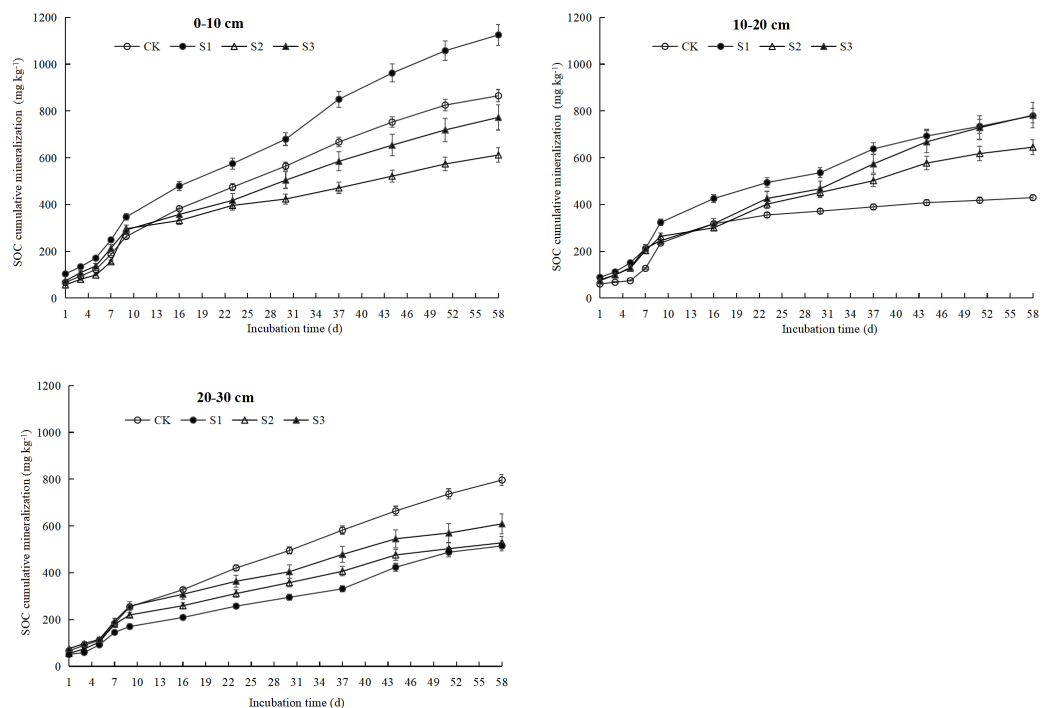 0-10 cm
CK S1 S2 S3
SOC cumulative mineralization (mg kg⁻¹)
1200
1000
800
600
400
200
0
1 4 7 10 13 16 19 22 25 28 31 34 37 40 43 46 49 52 55 58
Incubation time (d)
10-20 cm
CK S1 S2 S3
SOC cumulative mineralization (mg kg⁻¹)
1200
1000
800
600
400
200
0
1 4 7 10 13 16 19 22 25 28 31 34 37 40 43 46 49 52 55 58
Incubation time (d)
20-30 cm
CK S1 S2 S3
SOC cumulative mineralization (mg kg⁻¹)
1200
1000
800
600
400
200
0
1 4 7 10 13 16 19 22 25 28 31 34 37 40 43 46 49 52 55 58
Incubation time (d)